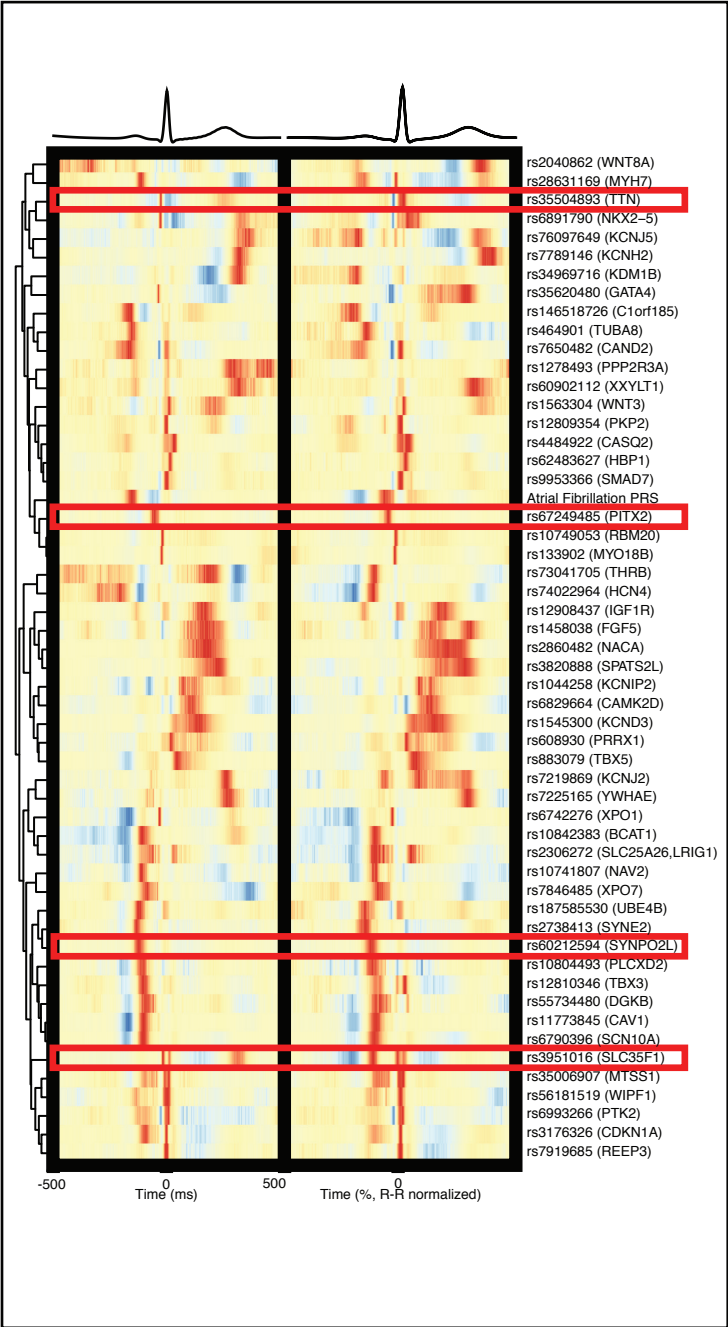 rs2040862 (WNT8A)
rs28631169 (MYH7)
rs35504893 (TTN)
rs6891790 (NKX2−5)
rs76097649 (KCNJ5)
rs7789146 (KCNH2)
rs34969716 (KDM1B)
rs35620480 (GATA4)
rs146518726 (C1orf185)
rs464901 (TUBA8)
rs7650482 (CAND2)
rs1278493 (PPP2R3A)
rs60902112 (XXYLT1)
rs1563304 (WNT3)
rs12809354 (PKP2)
rs4484922 (CASQ2)
rs62483627 (HBP1)
rs9953366 (SMAD7)
Atrial Fibrillation PRS
rs67249485 (PITX2)
rs10749053 (RBM20)
rs133902 (MYO18B)
rs73041705 (THRB)
rs74022964 (HCN4)
rs12908437 (IGF1R)
rs1458038 (FGF5)
rs2860482 (NACA)
rs3820888 (SPATS2L)
rs1044258 (KCNIP2)
rs6829664 (CAMK2D)
rs1545300 (KCND3)
rs608930 (PRRX1)
rs883079 (TBX5)
rs7219869 (KCNJ2)
rs7225165 (YWHAE)
rs6742276 (XPO1)
rs10842383 (BCAT1)
rs2306272 (SLC25A26,LRIG1)
rs10741807 (NAV2)
rs7846485 (XPO7)
rs187585530 (UBE4B)
rs2738413 (SYNE2)
rs60212594 (SYNPO2L)
rs10804493 (PLCXD2)
rs12810346 (TBX3)
rs55734480 (DGKB)
rs11773845 (CAV1)
rs6790396 (SCN10A)
rs3951016 (SLC35F1)
rs35006907 (MTSS1)
rs56181519 (WIPF1)
rs6993266 (PTK2)
rs3176326 (CDKN1A)
rs7919685 (REEP3)
-500 0 500 0
Time (ms) Time (%, R-R normalized)